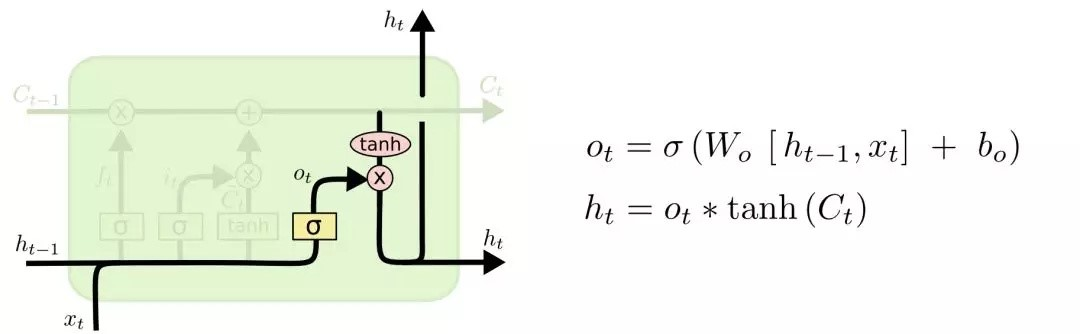 h_t
C_{t-1} × + C_t
tanh
f_t i_t × \tilde{C}_t o_t ×
σ σ tanh σ
h_{t-1} h_t
x_t
o_t = σ (W_o [h_{t-1}, x_t] + b_o)
h_t = o_t * tanh (C_t)